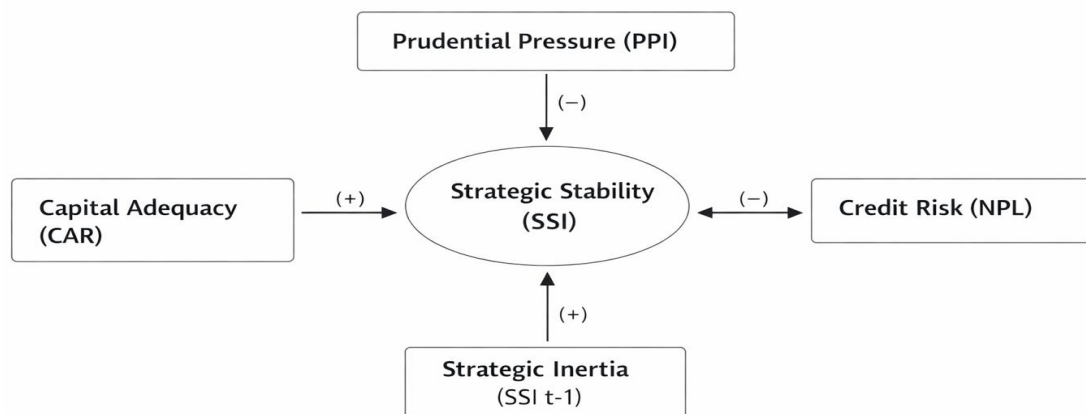 Prudential Pressure (PPI)
(−)
Capital Adequacy
(CAR)
(+)
Strategic Stability
(SSI)
(−)
Credit Risk (NPL)
(+)
Strategic Inertia
(SSI t-1)